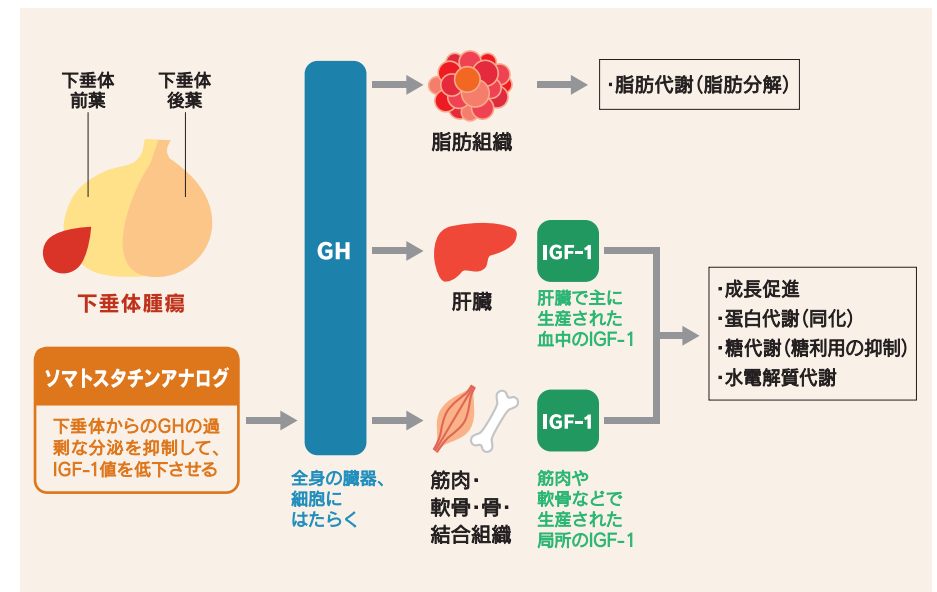 下垂体
前葉
下垂体
後葉
下垂体腫瘍
ソマトスタチンアナログ
下垂体からのGHの過
剰な分泌を抑制して、
IGF-1値を低下させる
GH
全身の臓器、
細胞に
はたらく
脂肪組織
・脂肪代謝（脂肪分解）
肝臓
IGF-1
肝臓で主に
生産された
血中のIGF-1
筋肉・
軟骨・骨・
結合組織
IGF-1
筋肉や
軟骨などで
生産された
局所のIGF-1
・成長促進
・蛋白代謝（同化）
・糖代謝（糖利用の抑制）
・水電解質代謝